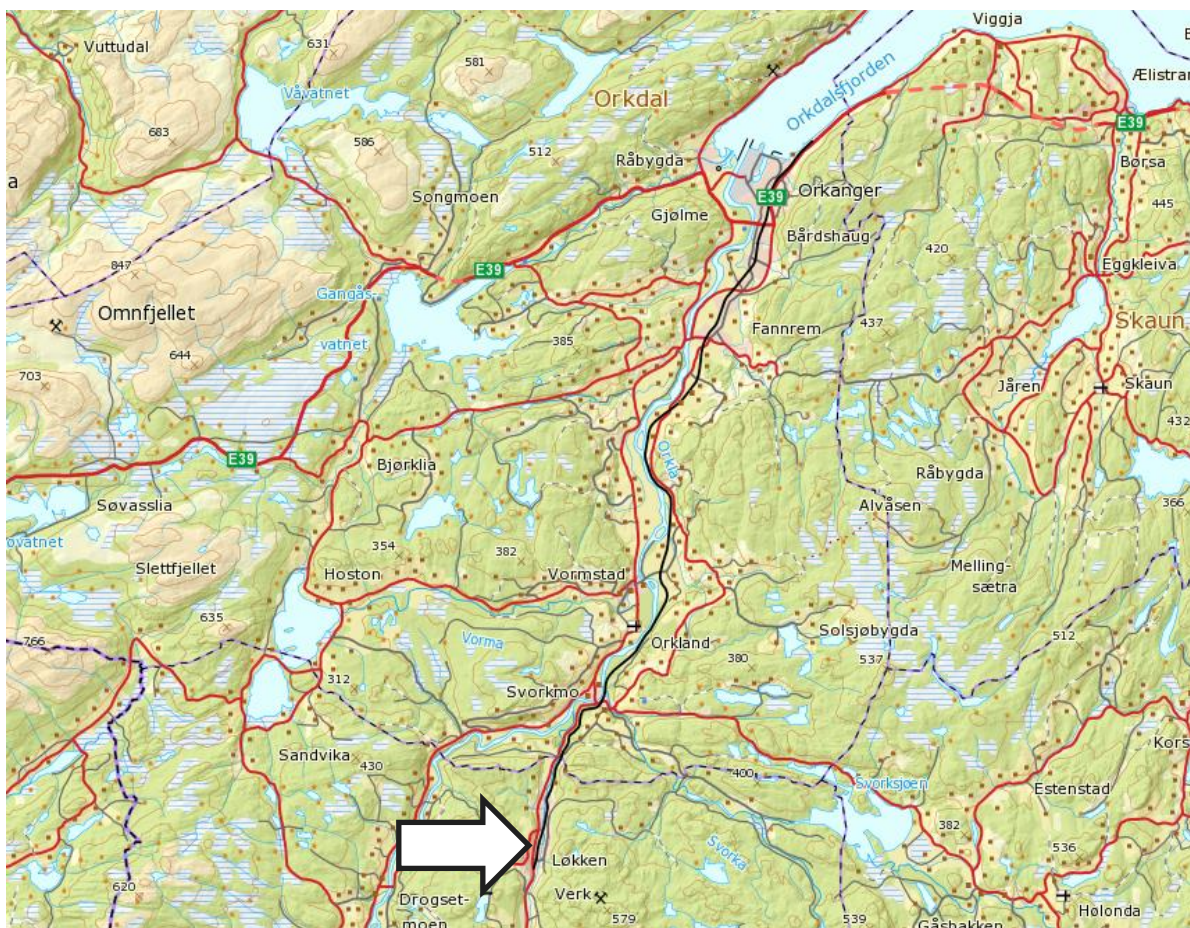 Viggja
Vuttudal
631
581
E
Våvatnet
Orkdal
Orkdalsfjorden
Ælistran
E39
683
586
512
Råbygda
Børsa
a
Songmoen
E39
Orkanger
445
Gjølme
Bårdshaug
420
847
E39
Eggkleiva
Gangås-
vatnet
Omnfjellet
Fannrem
437
Skaun
644
385
703
Jåren
Skaun
432
E39
Bjørklia
Orkla
Råbygda
Søvasslia
Alvåsen
366
ovatnet
354
382
Slettfjellet
Hoston
Vormstad
Melling-
sætra
635
Vorma
Solsjøbygda
512
766
Orkland
380
537
312
Svorkmo
Sandvika
430
400
Svorksjøen
Kors
Estenstad
382
Svorka
536
Løkken
Verk
620
Drogset-
moen
579
539
Gåsbakken
Hølonda